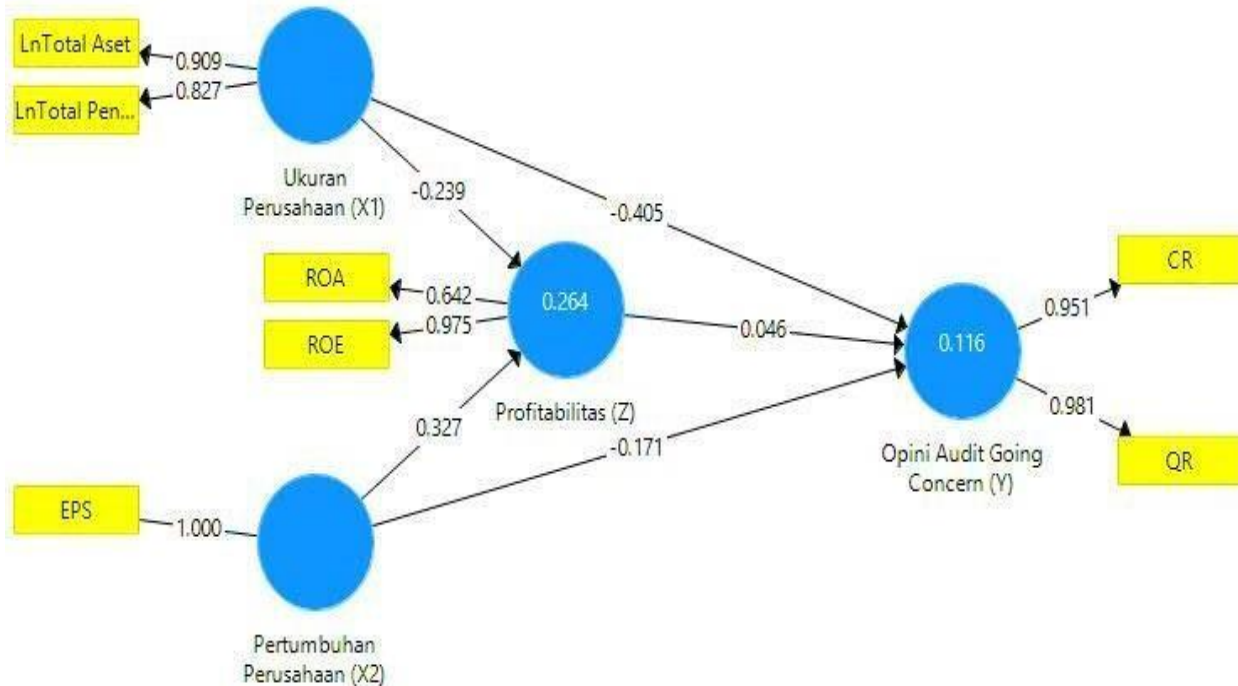 LnTotal Aset
0.909
0.827
LnTotal Pen...
Ukuran
Perusahaan (X1)
-0.239
-0.405
ROA
0.642
0.975
ROE
0.264
Profitabilitas (Z)
0.046
0.116
CR
0.951
0.981
QR
Opini Audit Going
Concern (Y)
0.327
-0.171
EPS
1.000
Pertumbuhan
Perusahaan (X2)